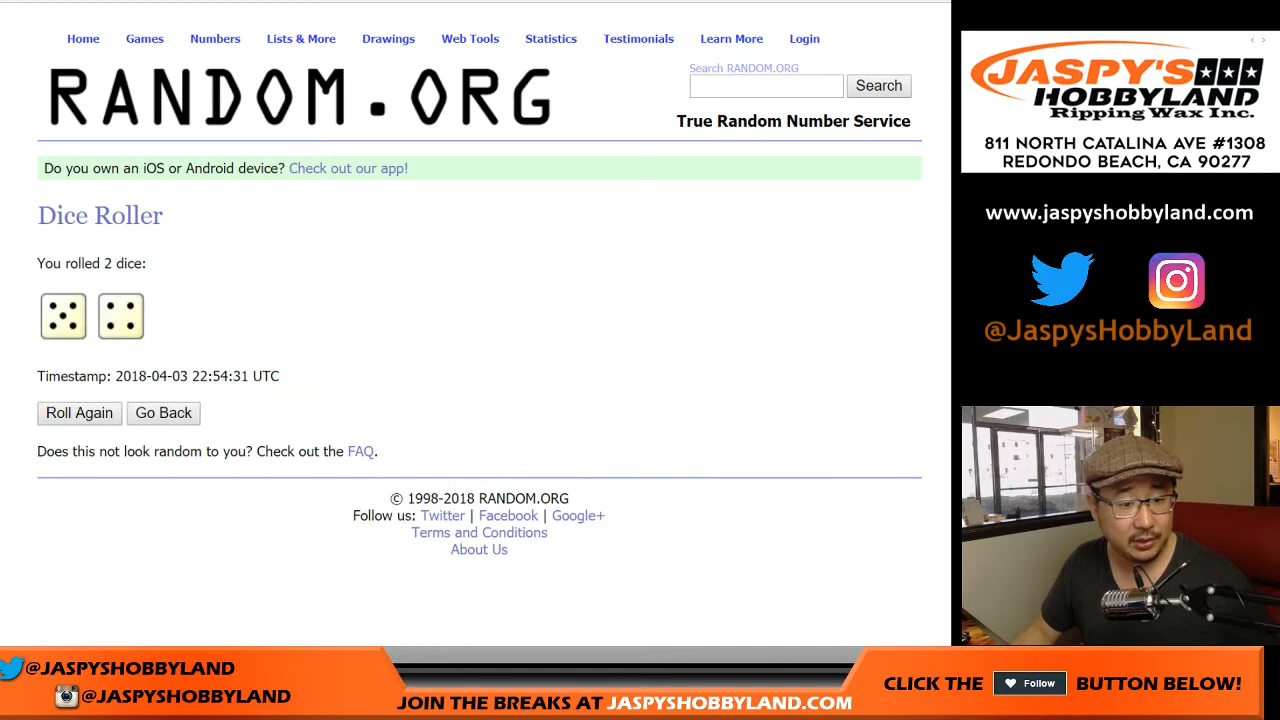 Home Games Numbers Lists & More Drawings Web Tools Statistics Testimonials Learn More Login
RANDOM.ORG
Search RANDOM.ORG
Search
True Random Number Service
Do you own an iOS or Android device? Check out our app!
Dice Roller
You rolled 2 dice:
Timestamp: 2018-04-03 22:54:31 UTC
Roll Again Go Back
Does this not look random to you? Check out the FAQ.
© 1998-2018 RANDOM.ORG
Follow us: Twitter | Facebook | Google+
Terms and Conditions
About Us
JASPY'S
HOBBYLAND
Ripping Wax Inc.
811 NORTH CATALINA AVE #1308
REDONDO BEACH, CA 90277
www.jaspyshobbyland.com
@JaspysHobbyLand
@JASPYSHOBBYLAND
@JASPYSHOBBYLAND
JOIN THE BREAKS AT JASPYSHOBBYLAND.COM
CLICK THE Follow BUTTON BELOW!